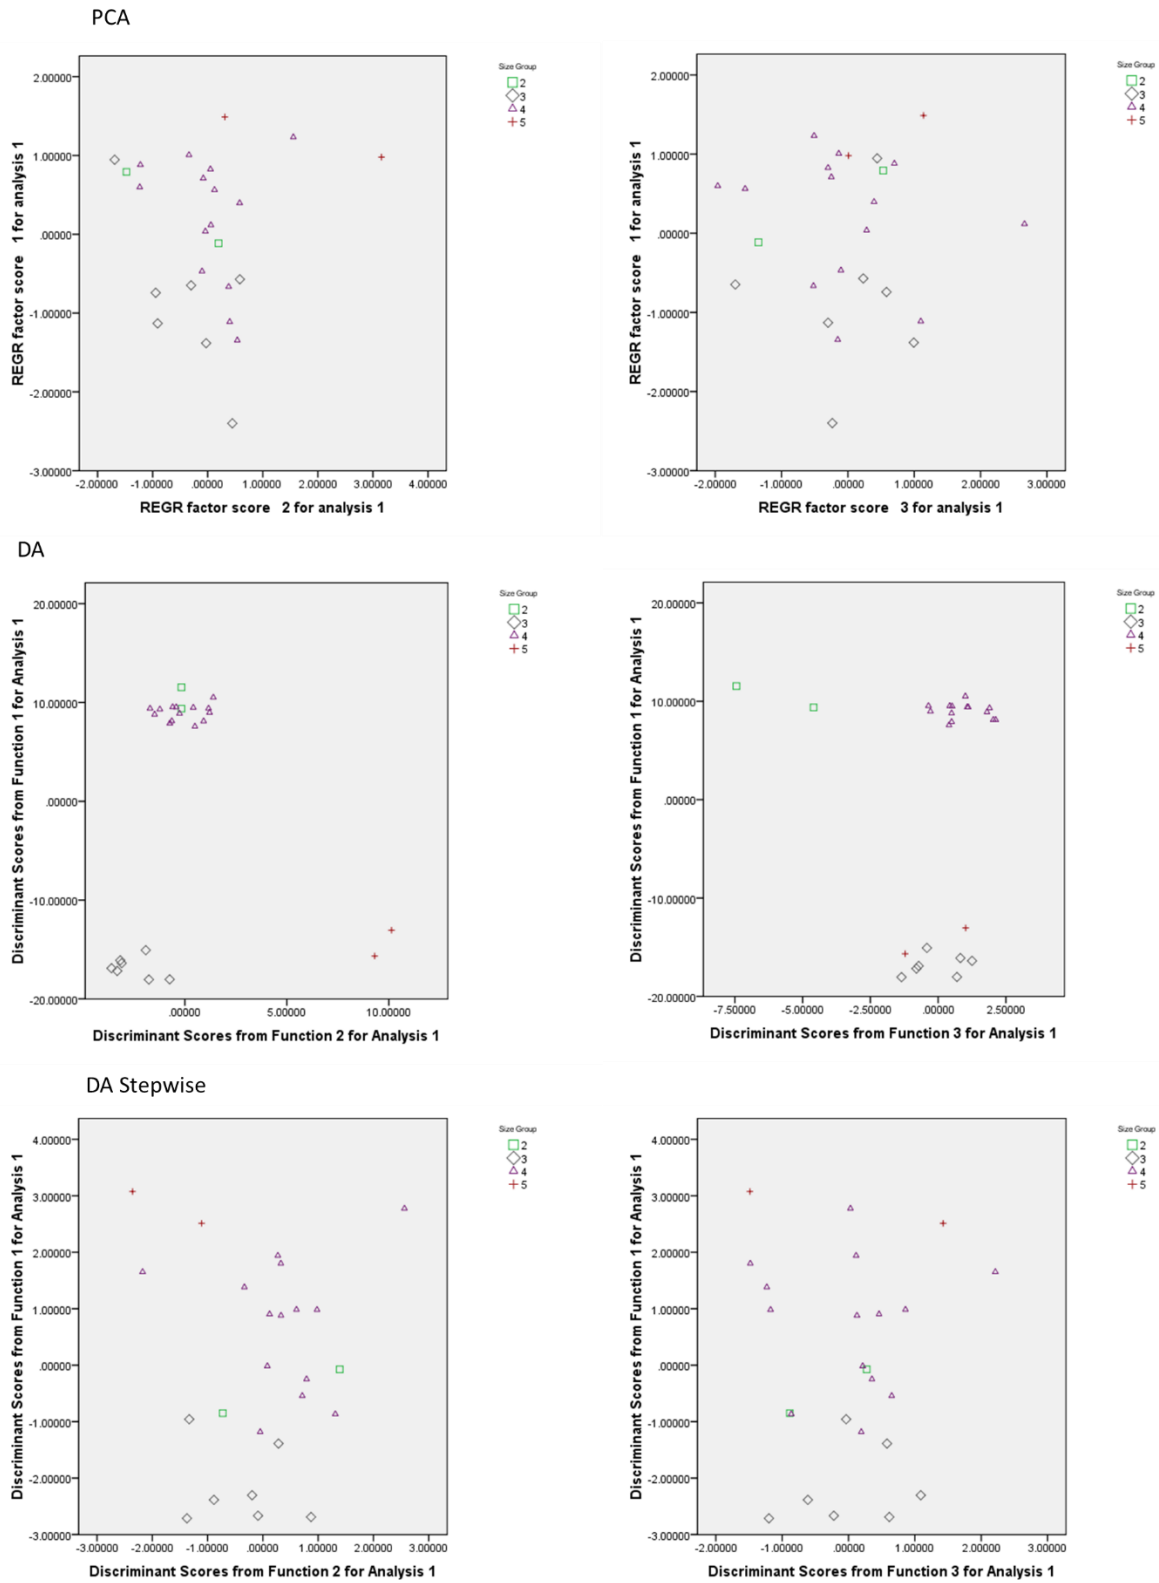 PCA
REGR factor score 1 for analysis 1
2.00000
1.00000
.00000
-1.00000
-2.00000
-3.00000
-2.00000 -1.00000 .00000 1.00000 2.00000 3.00000 4.00000
REGR factor score 2 for analysis 1
Size Group
2
3
4
5
REGR factor score 1 for analysis 1
2.00000
1.00000
.00000
-1.00000
-2.00000
-3.00000
-2.00000 -1.00000 .00000 1.00000 2.00000 3.00000
REGR factor score 3 for analysis 1
Size Group
2
3
4
5
DA
Discriminant Scores from Function 1 for Analysis 1
20.00000
10.00000
.00000
-10.00000
-20.00000
.00000 5.00000 10.00000
Discriminant Scores from Function 2 for Analysis 1
Size Group
2
3
4
5
Discriminant Scores from Function 1 for Analysis 1
20.00000
10.00000
.00000
-10.00000
-20.00000
-7.50000 -5.00000 -2.50000 .00000 2.50000
Discriminant Scores from Function 3 for Analysis 1
Size Group
2
3
4
5
DA Stepwise
Discriminant Scores from Function 1 for Analysis 1
4.00000
3.00000
2.00000
1.00000
.00000
-1.00000
-2.00000
-3.00000
-3.00000 -2.00000 -1.00000 .00000 1.00000 2.00000 3.00000
Discriminant Scores from Function 2 for Analysis 1
Size Group
2
3
4
5
Discriminant Scores from Function 1 for Analysis 1
4.00000
3.00000
2.00000
1.00000
.00000
-1.00000
-2.00000
-3.00000
-2.00000 -1.00000 .00000 1.00000 2.00000 3.00000
Discriminant Scores from Function 3 for Analysis 1
Size Group
2
3
4
5